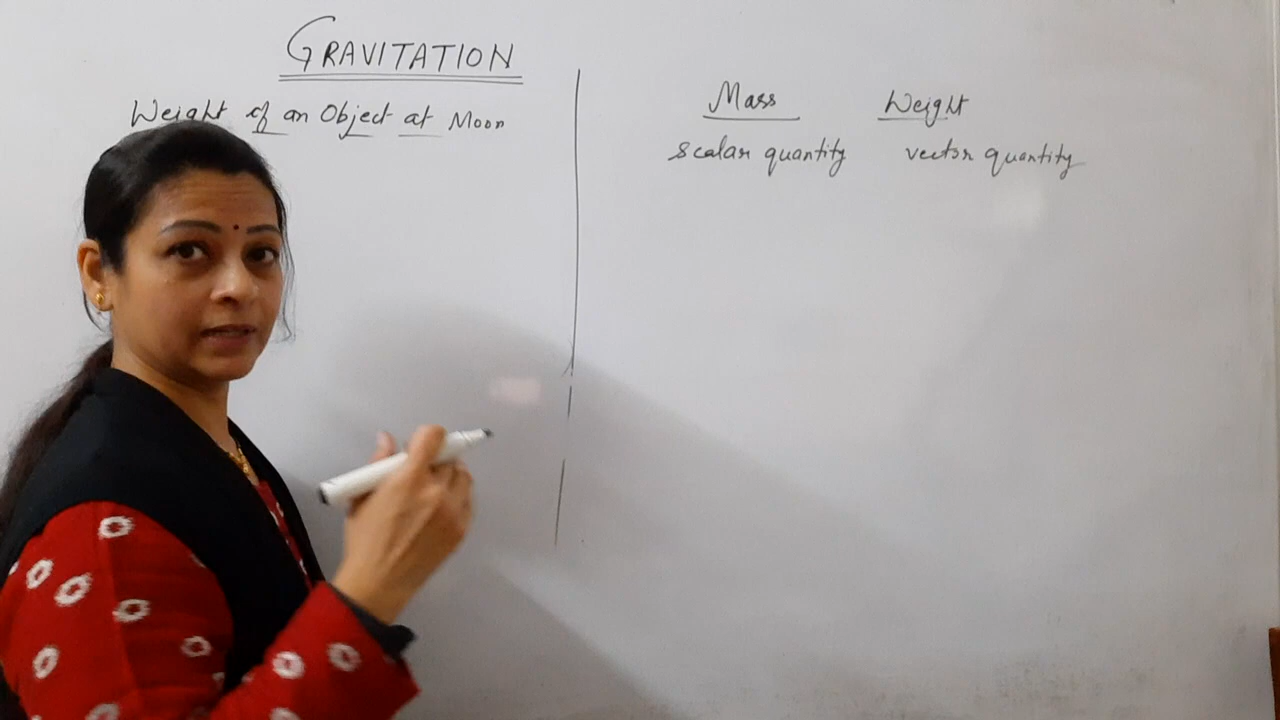 GRAVITATION
Weight of an Object at Moon
Mass Weight
scalar quantity vector quantity